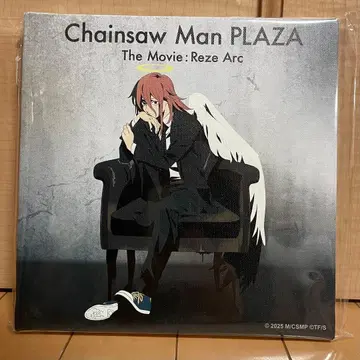 Chainsaw Man PLAZA
The Movie : Reze Arc
© 2025 M/CSMP ©TF/S